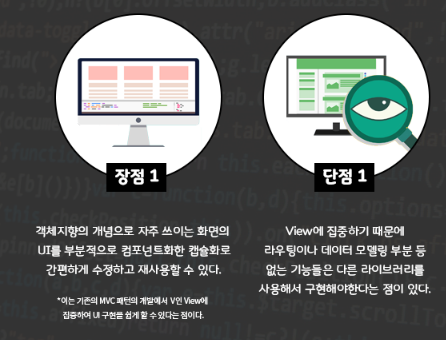 장점 1
객체지향의 개념으로 자주 쓰이는 화면의
UI를 부분적으로 컴포넌트화한 캡슐화로
간편하게 수정하고 재사용할 수 있다.
*이는 기존의 MVC 패턴의 개발에서 V인 View에
집중하여 UI 구현을 쉽게 할 수 있다는 점이다.
단점 1
View에 집중하기 때문에
라우팅이나 데이터 모델링 부분 등
없는 기능들은 다른 라이브러리를
사용해서 구현해야한다는 점이 있다.